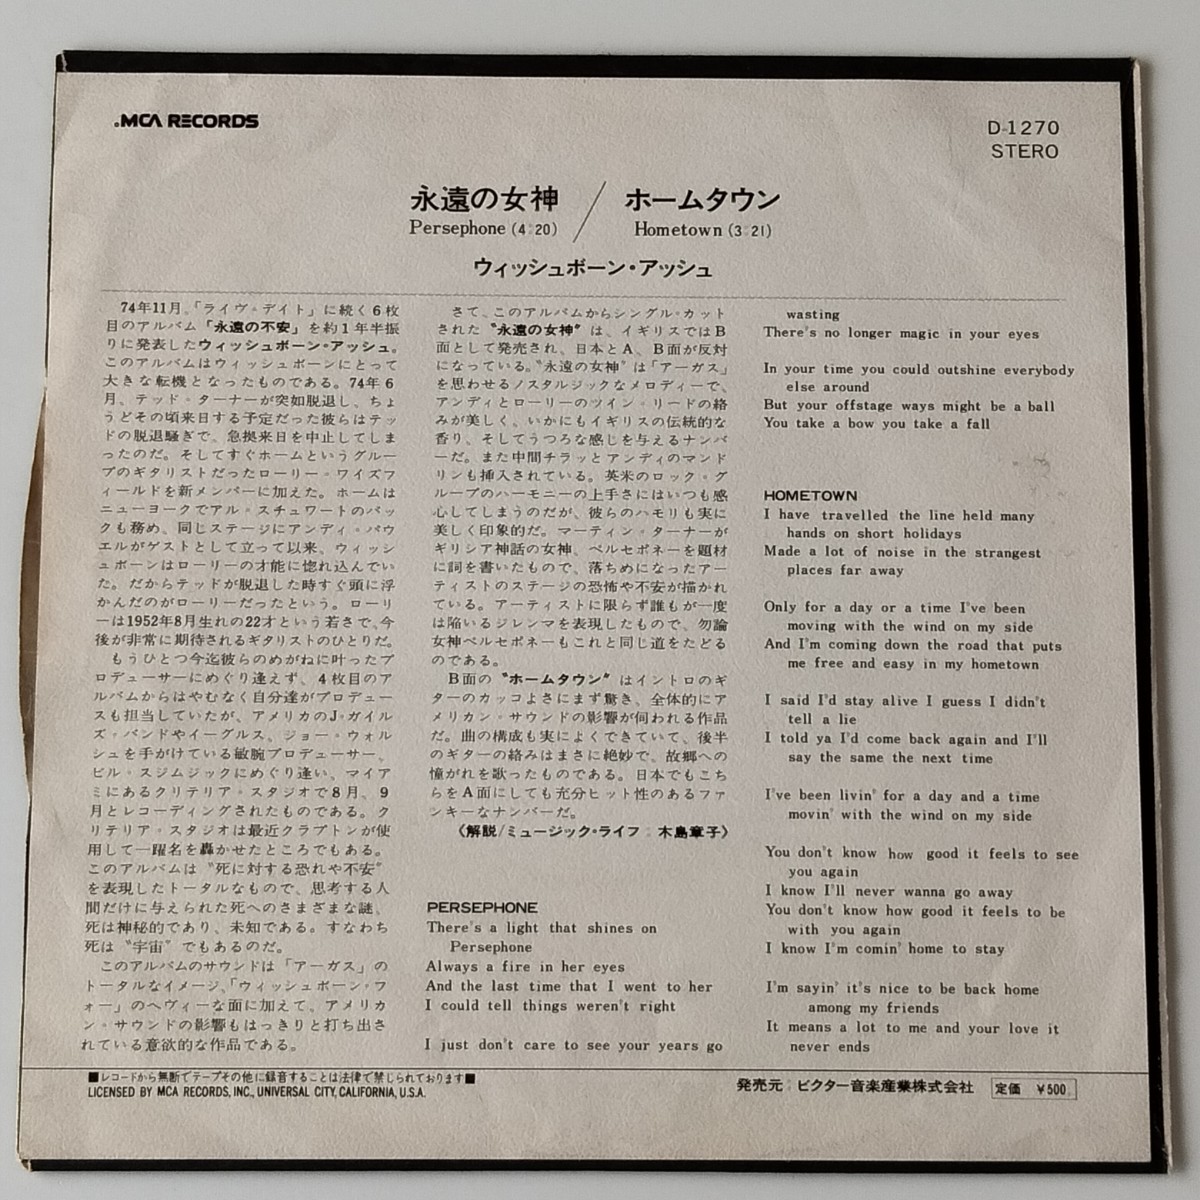 .MCA RECORDS
D-1270
STERO
永遠の女神 / ホームタウン
Persephone (4:20) Hometown (3:21)
ウィッシュボーン・アッシュ
74年11月。「ライヴ・デイト」に続く6枚
目のアルバム「永遠の不安」を約1年半振
りに発表したウィッシュボーン・アッシュ。
このアルバムはウィッシュボーンにとって
大きな転機となったものである。74年6
月、テッド・ターナーが突如脱退し、ちょ
うどその頃来日する予定だった彼らはテッ
ドの脱退騒ぎで、急拠来日を中止してしま
ったのだ。そしてすぐホームというグルー
プのギタリストだったローリー・ワイズフ
ィールドを新メンバーに加えた。ホームは
ニューヨークでアル・スチュワートのバッ
クも務め、同じステージにアンディ・パウ
エルがゲストとして立って以来、ウィッシ
ュボーンはローリーの才能に惚れ込んでい
た。だからテッドが脱退した時すぐ頭に浮
かんだのがローリーだったという。ローリ
ーは1952年8月生れの22才という若さで、今
後が非常に期待されるギタリストのひとりだ。
もうひとつ今迄彼らのめがねに叶ったプ
ロデューサーにめぐり逢えず、4枚目のア
ルバムからはやむなく自分達がプロデュー
スも担当していたが、アメリカのJ・ガイル
ズ・バンドやイーグルス、ジョー・ウォル
シュを手がけている敏腕プロデューサー、
ビル・スジムジックにめぐり逢い、マイア
ミにあるクリテリア・スタジオで8月、9
月とレコーディングされたものである。ク
リテリア・スタジオは最近クラプトンが使
用して一躍名を轟かせたところでもある。
このアルバムは〝死に対する恐れや不安〟
を表現したトータルなもので、思考する人
間だけに与えられた死へのさまざまな謎、
死は神秘的であり、未知である。すなわち
死は〝宇宙〟でもあるのだ。
このアルバムのサウンドは「アーガス」の
トータルなイメージ、「ウィッシュボーン・フ
ォー」のヘヴィーな面に加えて、アメリカ
ン・サウンドの影響もはっきりと打ち出さ
れている意欲的な作品である。
さて、このアルバムからシングル・カット
された〝永遠の女神〟は、イギリスではB
面として発売され、日本とA、B面が反対
になっている。〝永遠の女神〟は「アーガス」
を思わせるノスタルジックなメロディーで、
アンディとローリーのツイン・リードの絡
みが美しく、いかにもイギリスの伝統的な
香り、そしてうつろな感じを与えるナンバ
ーだ。また中間チラッとアンディのマンド
リンも挿入されている。英米のロック・グ
ループのハーモニーの上手さにはいつも感
心してしまうのだが、彼らのハモリも実に
美しく印象的だ。マーティン・ターナーが
ギリシア神話の女神、ペルセポネーを題材
に詞を書いたもので、落ちめになったアー
ティストのステージの恐怖や不安が描かれ
ている。アーティストに限らず誰もが一度
は陥いるジレンマを表現したもので、勿論
女神ペルセポネーもこれと同じ道をたどる
のである。
B面の〝ホームタウン〟はイントロのギ
ターのカッコよさにまず驚き、全体的にア
メリカン・サウンドの影響が伺われる作品
だ。曲の構成も実によくできていて、後半
のギターの絡みはまさに絶妙で、故郷への
憧がれを歌ったものである。日本でもこち
らをA面にしても充分ヒット性のあるファ
ンキーなナンバーだ。
《解説/ミュージック・ライフ：木島章子》
PERSEPHONE
There's a light that shines on
Persephone
Always a fire in her eyes
And the last time that I went to her
I could tell things weren't right
I just don't care to see your years go
wasting
There's no longer magic in your eyes
In your time you could outshine everybody
else around
But your offstage ways might be a ball
You take a bow you take a fall
HOMETOWN
I have travelled the line held many
hands on short holidays
Made a lot of noise in the strangest
places far away
Only for a day or a time I've been
moving with the wind on my side
And I'm coming down the road that puts
me free and easy in my hometown
I said I'd stay alive I guess I didn't
tell a lie
I told ya I'd come back again and I'll
say the same the next time
I've been livin' for a day and a time
movin' with the wind on my side
You don't know how good it feels to see
you again
I know I'll never wanna go away
You don't know how good it feels to be
with you again
I know I'm comin' home to stay
I'm sayin' it's nice to be back home
among my friends
It means a lot to me and your love it
never ends
■レコードから無断でテープその他に録音することは法律で禁じられております■
LICENSED BY MCA RECORDS, INC., UNIVERSAL CITY, CALIFORNIA, U.S.A.
発売元：ビクター音楽産業株式会社 定価 ¥500.